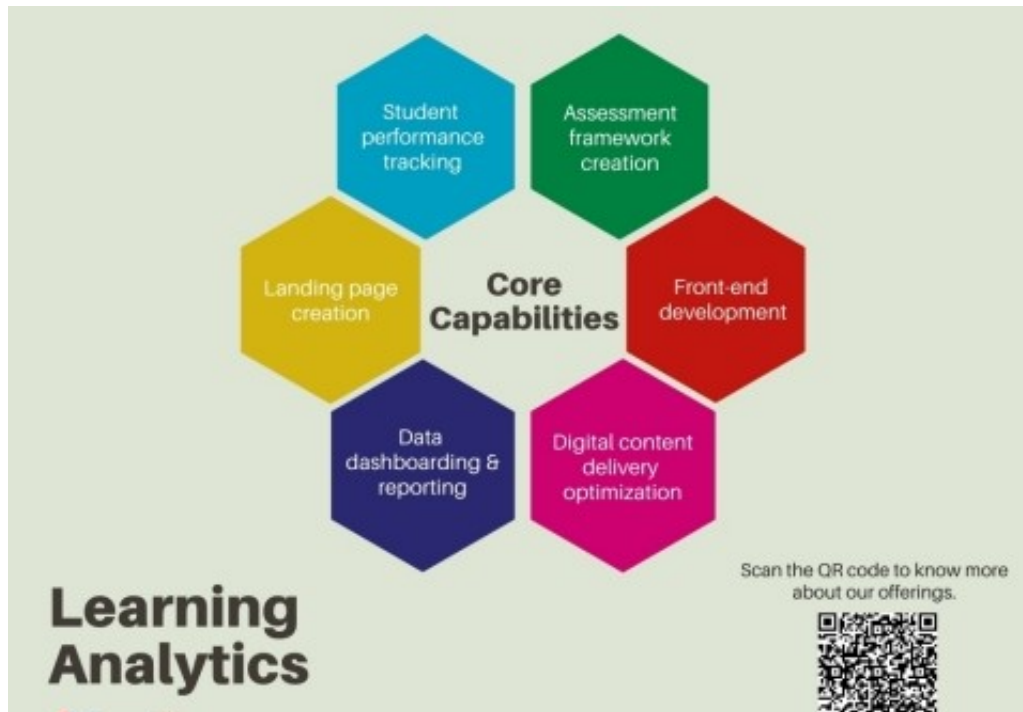 Student
performance
tracking
Assessment
framework
creation
Landing page
creation
Core
Capabilities
Front-end
development
Data
dashboarding &
reporting
Digital content
delivery
optimization
Scan the QR code to know more
about our offerings.
Learning
Analytics